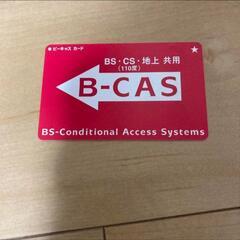 ビーキャス カード
BS・CS・地上 共用
(110度)
B-CAS
BS-Conditional Access Systems